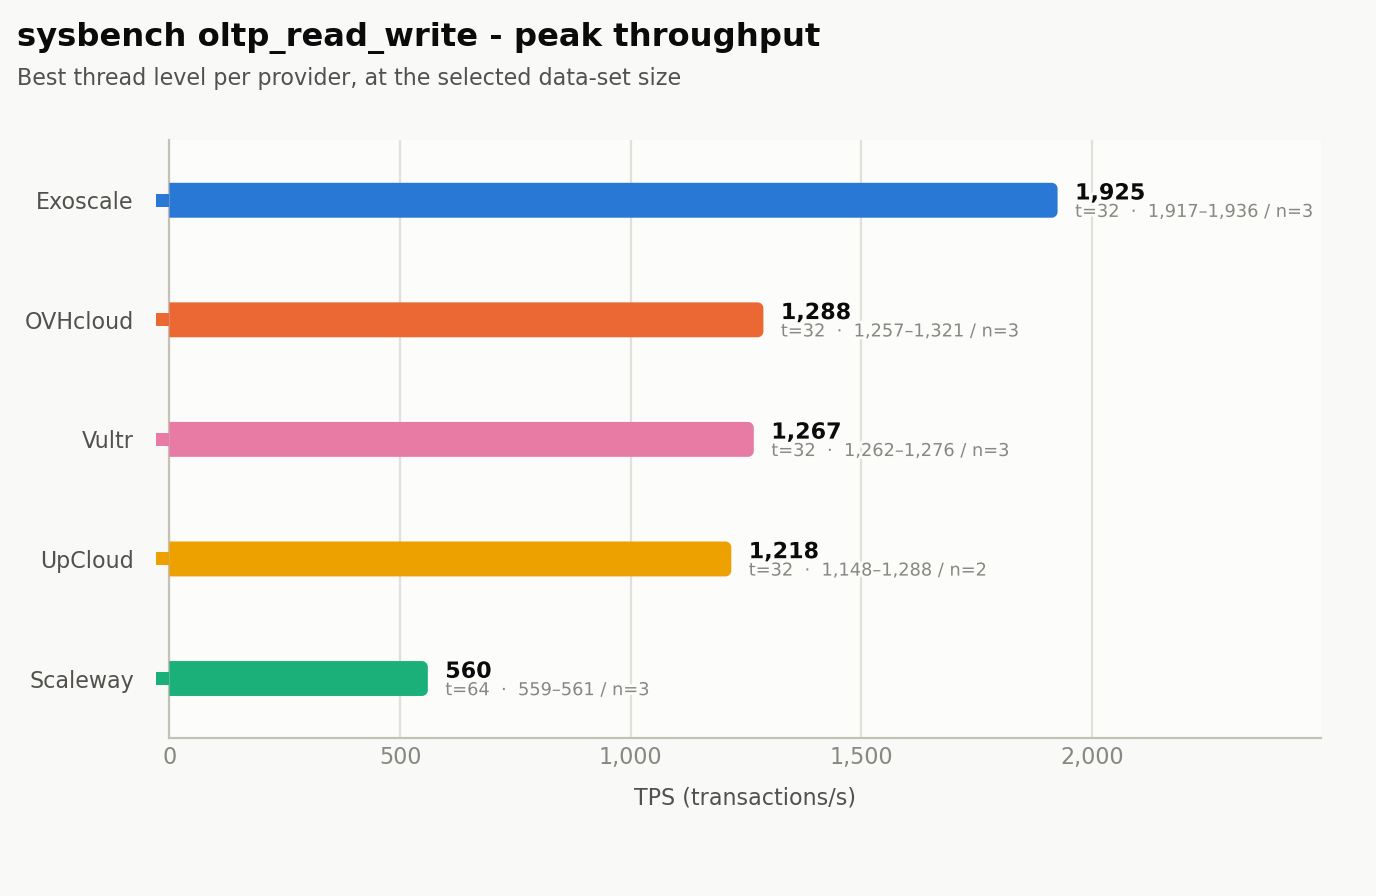 sysbench oltp_read_write - peak throughput
Best thread level per provider, at the selected data-set size
Exoscale
1,925
t=32 · 1,917–1,936 / n=3
OVHcloud
1,288
t=32 · 1,257–1,321 / n=3
Vultr
1,267
t=32 · 1,262–1,276 / n=3
UpCloud
1,218
t=32 · 1,148–1,288 / n=2
Scaleway
560
t=64 · 559–561 / n=3
0 500 1,000 1,500 2,000
TPS (transactions/s)